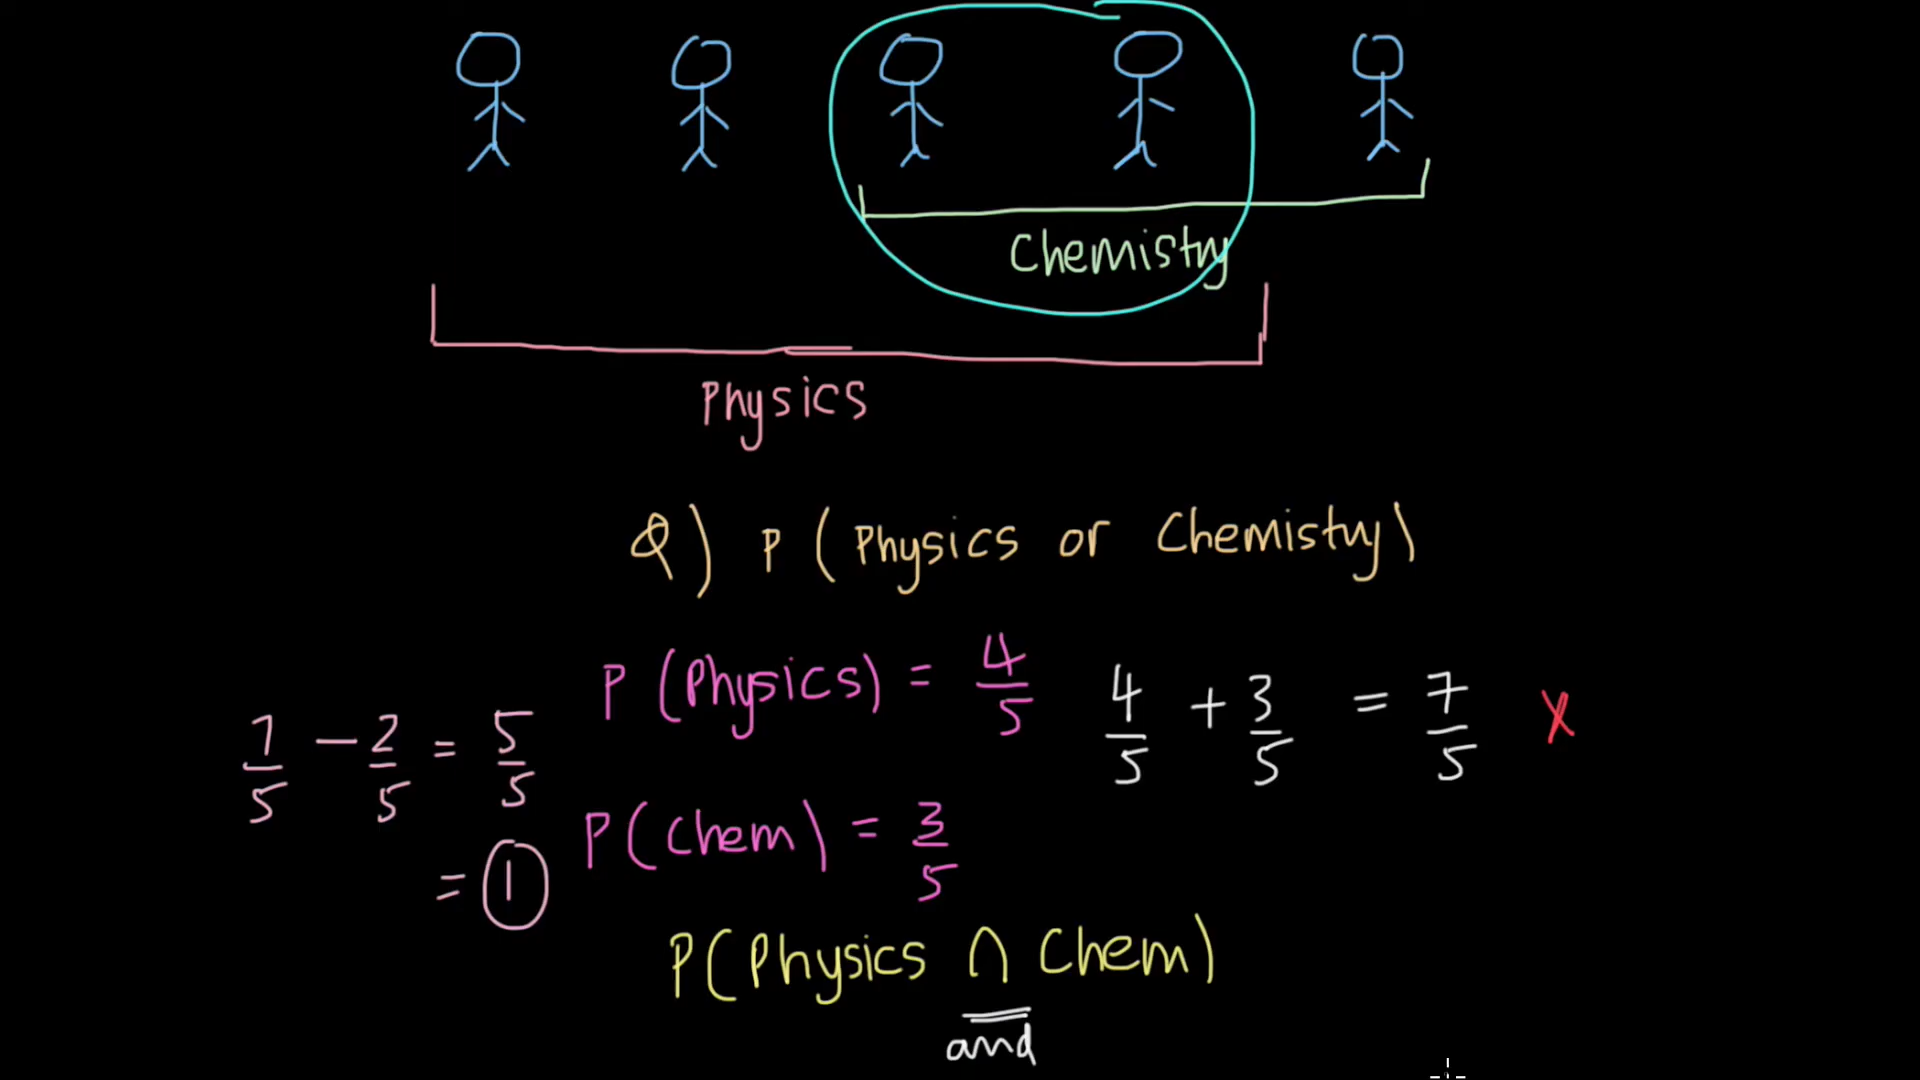 Chemistry
Physics
Q) P (Physics or Chemistry)
P (Physics) = 4/5
4/5 + 3/5 = 7/5 X
7/5 - 2/5 = 5/5
= 1
P(Chem) = 3/5
P(Physics ∩ Chem)
and